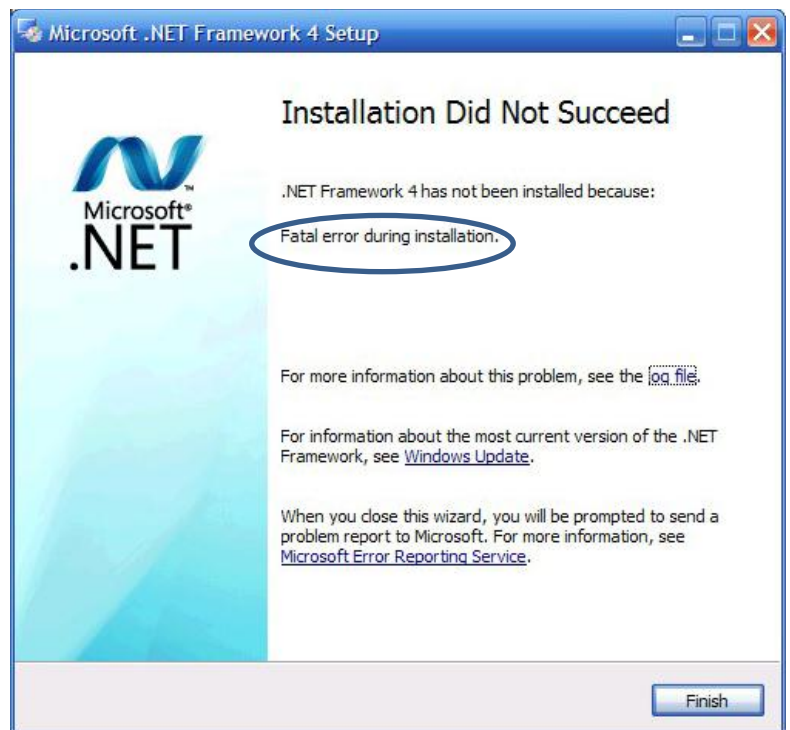 Microsoft .NET Framework 4 Setup
Installation Did Not Succeed
Microsoft®
.NET
™
.NET Framework 4 has not been installed because:
Fatal error during installation.
For more information about this problem, see the log file.
For information about the most current version of the .NET
Framework, see Windows Update.
When you close this wizard, you will be prompted to send a
problem report to Microsoft. For more information, see
Microsoft Error Reporting Service.
Finish